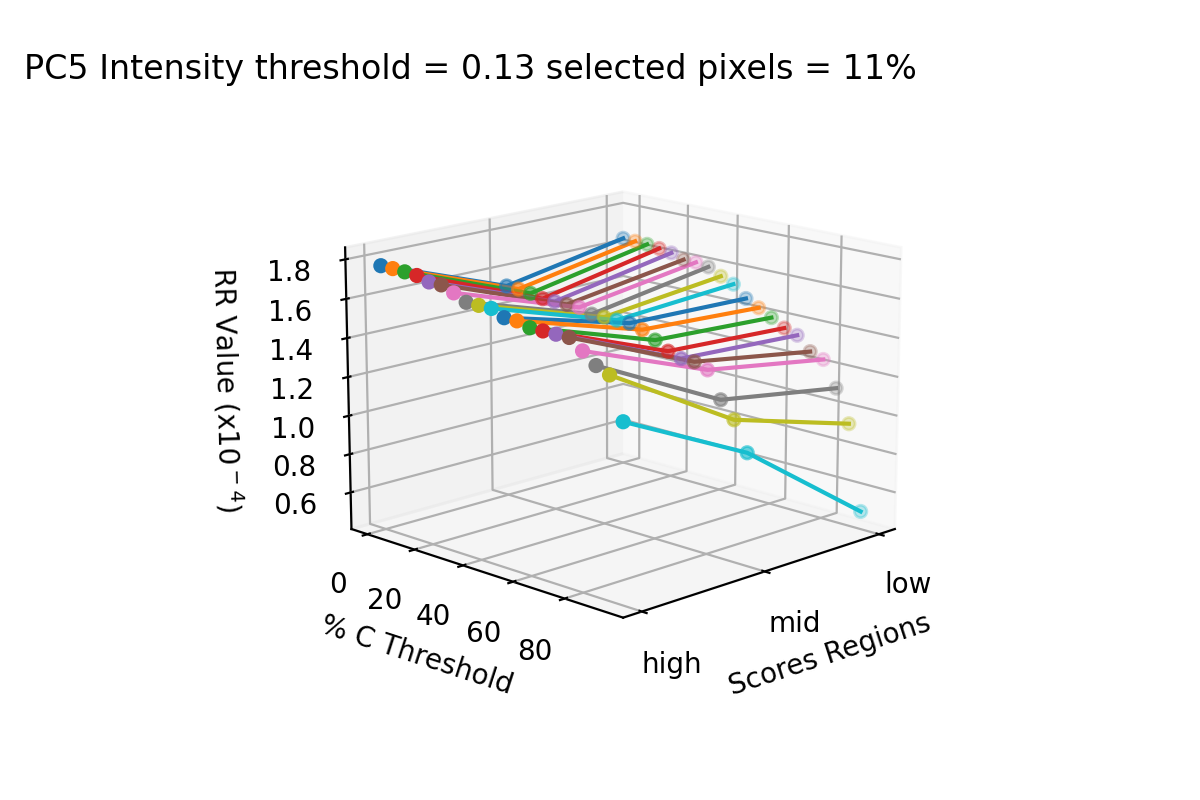 PC5 Intensity threshold = 0.13 selected pixels = 11%
1.8
1.6
1.4
1.2
1.0
0.8
0.6
RR Value (x10⁻⁴)
0
20
40
60
80
% C Threshold
low
mid
high
Scores Regions